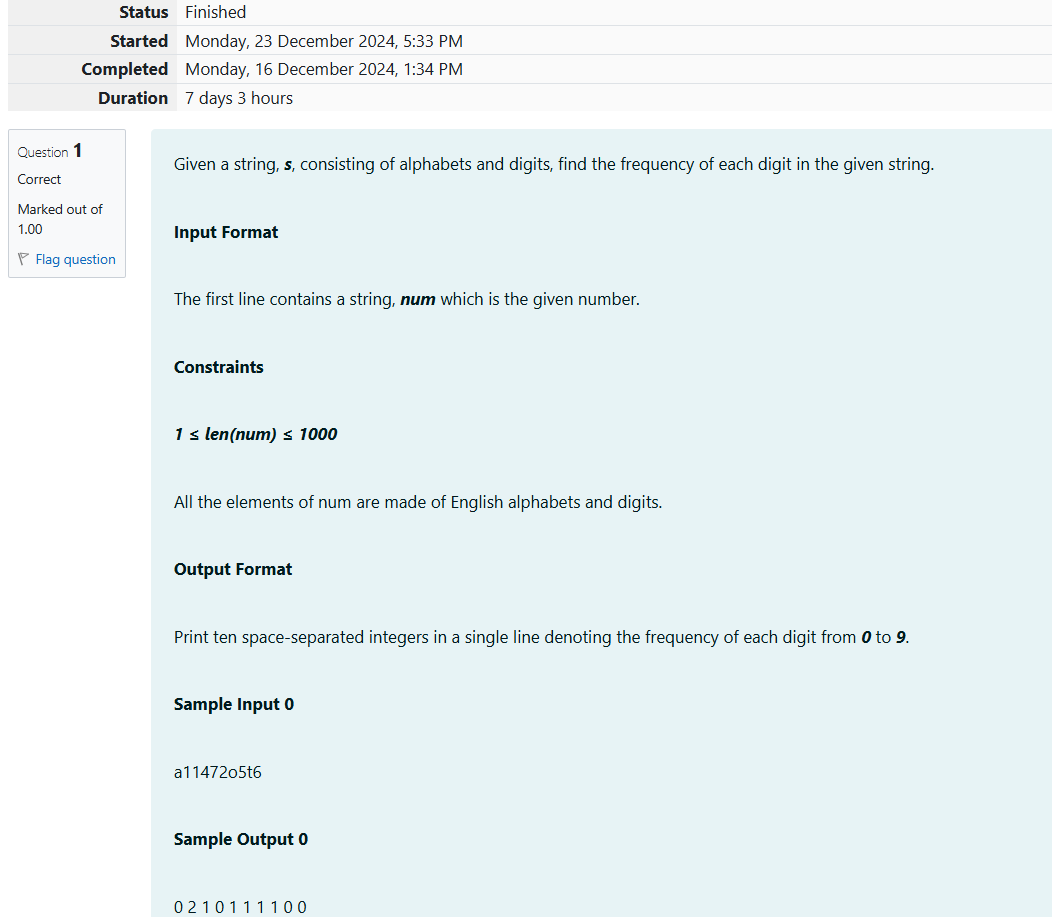 Status Finished
Started Monday, 23 December 2024, 5:33 PM
Completed Monday, 16 December 2024, 1:34 PM
Duration 7 days 3 hours
Question 1
Correct
Marked out of
1.00
Flag question
Given a string, s, consisting of alphabets and digits, find the frequency of each digit in the given string.
Input Format
The first line contains a string, num which is the given number.
Constraints
1 ≤ len(num) ≤ 1000
All the elements of num are made of English alphabets and digits.
Output Format
Print ten space-separated integers in a single line denoting the frequency of each digit from 0 to 9.
Sample Input 0
a11472o5t6
Sample Output 0
0 2 1 0 1 1 1 1 0 0